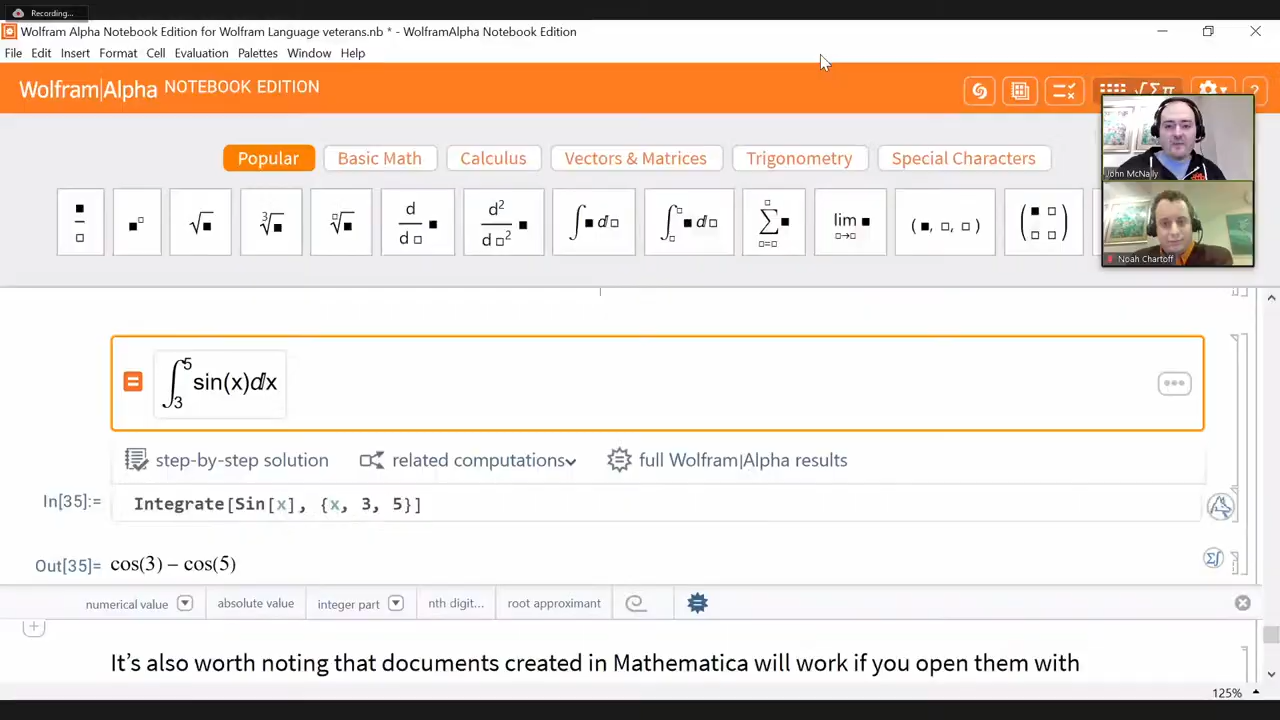 Recording...
Wolfram Alpha Notebook Edition for Wolfram Language veterans.nb * - WolframAlpha Notebook Edition
File Edit Insert Format Cell Evaluation Palettes Window Help
Wolfram|Alpha NOTEBOOK EDITION
√Σπ ?
John McNally
Noah Chartoff
Popular Basic Math Calculus Vectors & Matrices Trigonometry Special Characters
■/□ ■^□ √■ ∛■ □√■ d/d□ ■ d²/d□² ■ ∫■ d□ ∫_□^□ ■ d□ ∑_{□=□}^□ ■ lim_{□→□} ■ (■, □, □) (■ □ □ □)
= ∫₃⁵ sin(x)ⅆx
step-by-step solution related computations full Wolfram|Alpha results
In[35]:= Integrate[Sin[x], {x, 3, 5}]
Out[35]= cos(3) – cos(5)
numerical value absolute value integer part nth digit... root approximant
It's also worth noting that documents created in Mathematica will work if you open them with
125%